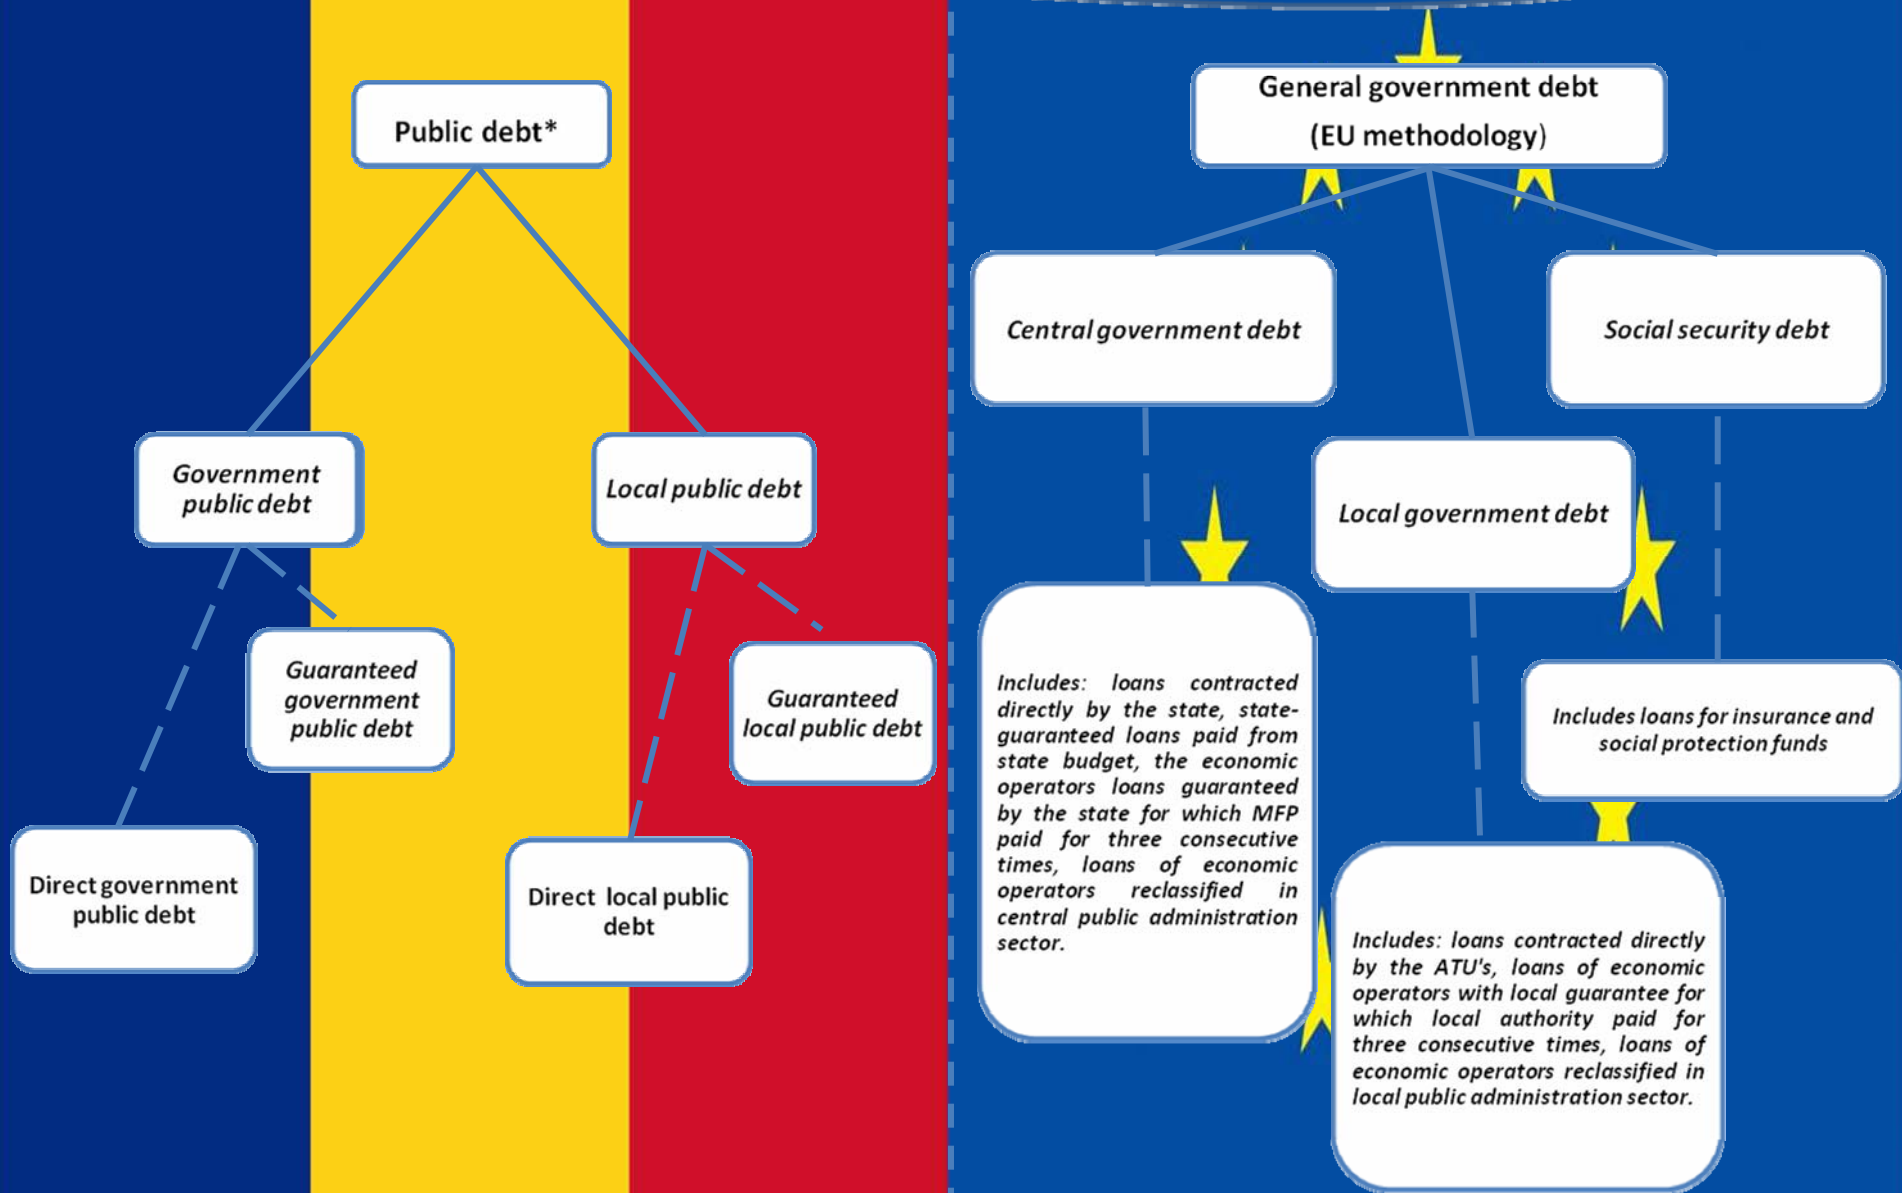 Public debt*
Government
public debt
Local public debt
Guaranteed
government
public debt
Guaranteed
local public debt
Direct government
public debt
Direct local public
debt
General government debt
(EU methodology)
Central government debt
Social security debt
Local government debt
Includes: loans contracted
directly by the state, state-
guaranteed loans paid from
state budget, the economic
operators loans guaranteed
by the state for which MFP
paid for three consecutive
times, loans of economic
operators reclassified in
central public administration
sector.
Includes loans for insurance and
social protection funds
Includes: loans contracted directly
by the ATU's, loans of economic
operators with local guarantee for
which local authority paid for
three consecutive times, loans of
economic operators reclassified in
local public administration sector.